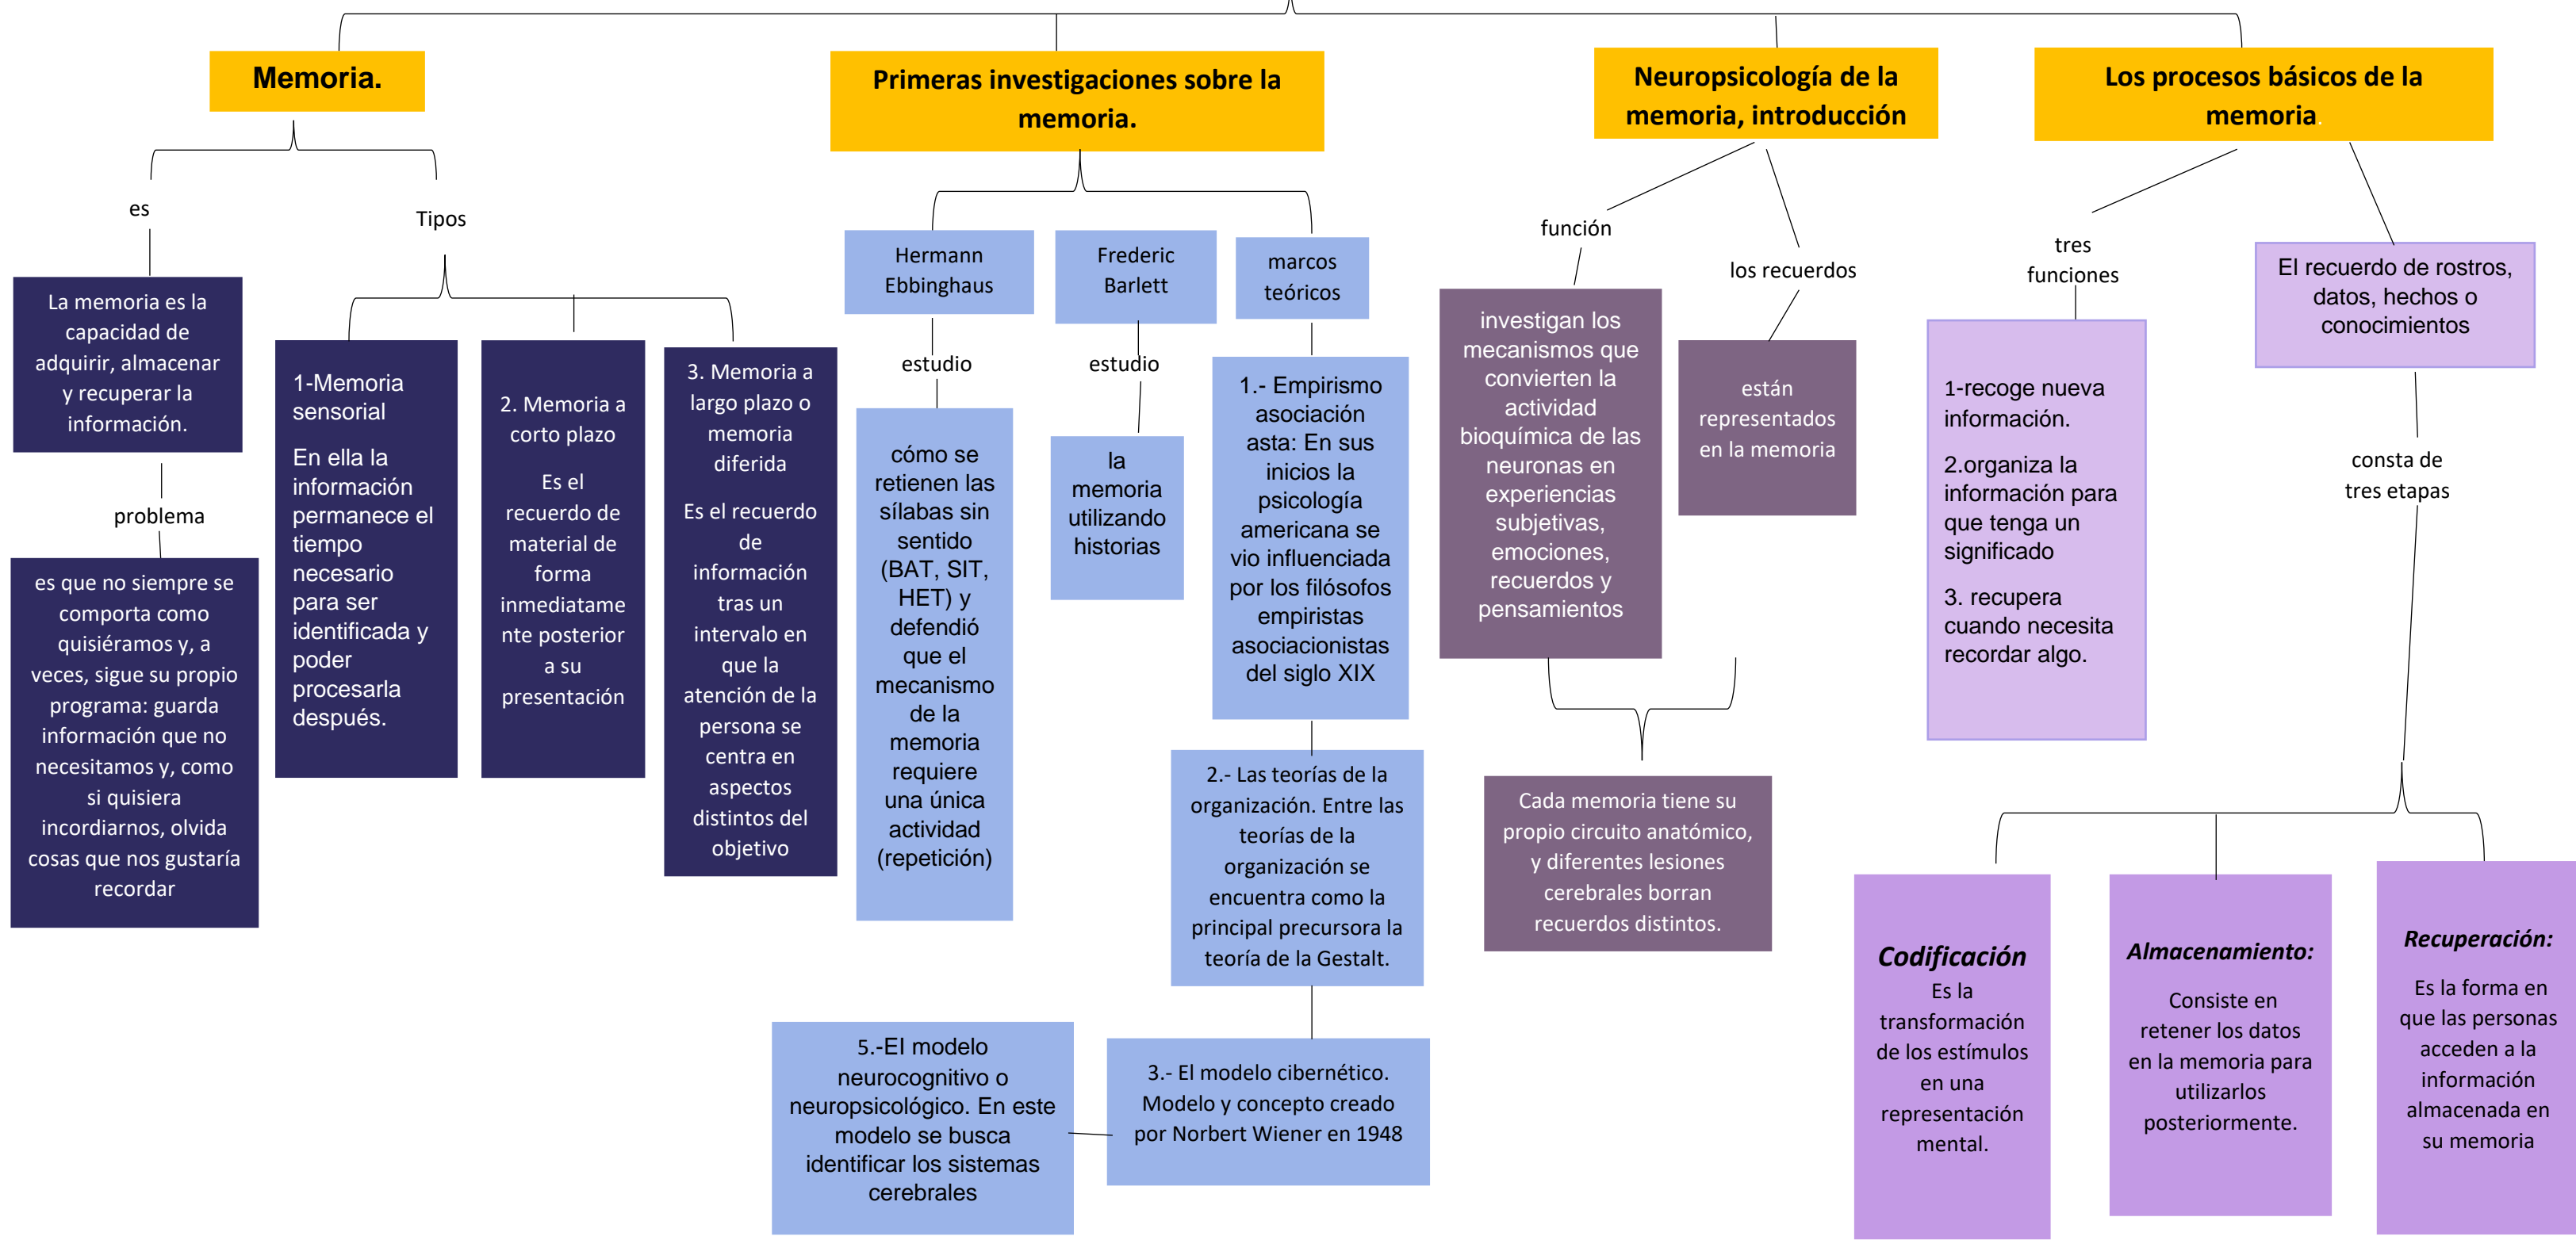 Memoria.
Primeras investigaciones sobre la
memoria.
Neuropsicología de la
memoria, introducción
Los procesos básicos de la
memoria.
es
La memoria es la
capacidad de
adquirir, almacenar
y recuperar la
información.
problema
es que no siempre se
comporta como
quisiéramos y, a
veces, sigue su propio
programa: guarda
información que no
necesitamos y, como
si quisiera
incordiarnos, olvida
cosas que nos gustaría
recordar
Tipos
1-Memoria
sensorial
En ella la
información
permanece el
tiempo
necesario
para ser
identificada y
poder
procesarla
después.
2. Memoria a
corto plazo
Es el
recuerdo de
material de
forma
inmediatame
nte posterior
a su
presentación
3. Memoria a
largo plazo o
memoria
diferida
Es el recuerdo
de
información
tras un
intervalo en
que la
atención de la
persona se
centra en
aspectos
distintos del
objetivo
Hermann
Ebbinghaus
estudio
cómo se
retienen las
sílabas sin
sentido
(BAT, SIT,
HET) y
defendió
que el
mecanismo
de la
memoria
requiere
una única
actividad
(repetición)
Frederic
Barlett
estudio
la
memoria
utilizando
historias
marcos
teóricos
1.- Empirismo
asociación
asta: En sus
inicios la
psicología
americana se
vio influenciada
por los filósofos
empiristas
asociacionistas
del siglo XIX
2.- Las teorías de la
organización. Entre las
teorías de la
organización se
encuentra como la
principal precursora la
teoría de la Gestalt.
3.- El modelo cibernético.
Modelo y concepto creado
por Norbert Wiener en 1948
5.-El modelo
neurocognitivo o
neuropsicológico. En este
modelo se busca
identificar los sistemas
cerebrales
función
investigan los
mecanismos que
convierten la
actividad
bioquímica de las
neuronas en
experiencias
subjetivas,
emociones,
recuerdos y
pensamientos
los recuerdos
están
representados
en la memoria
Cada memoria tiene su
propio circuito anatómico,
y diferentes lesiones
cerebrales borran
recuerdos distintos.
tres
funciones
1-recoge nueva
información.
2.organiza la
información para
que tenga un
significado
3. recupera
cuando necesita
recordar algo.
El recuerdo de rostros,
datos, hechos o
conocimientos
consta de
tres etapas
Codificación
Es la
transformación
de los estímulos
en una
representación
mental.
Almacenamiento:
Consiste en
retener los datos
en la memoria para
utilizarlos
posteriormente.
Recuperación:
Es la forma en
que las personas
acceden a la
información
almacenada en
su memoria